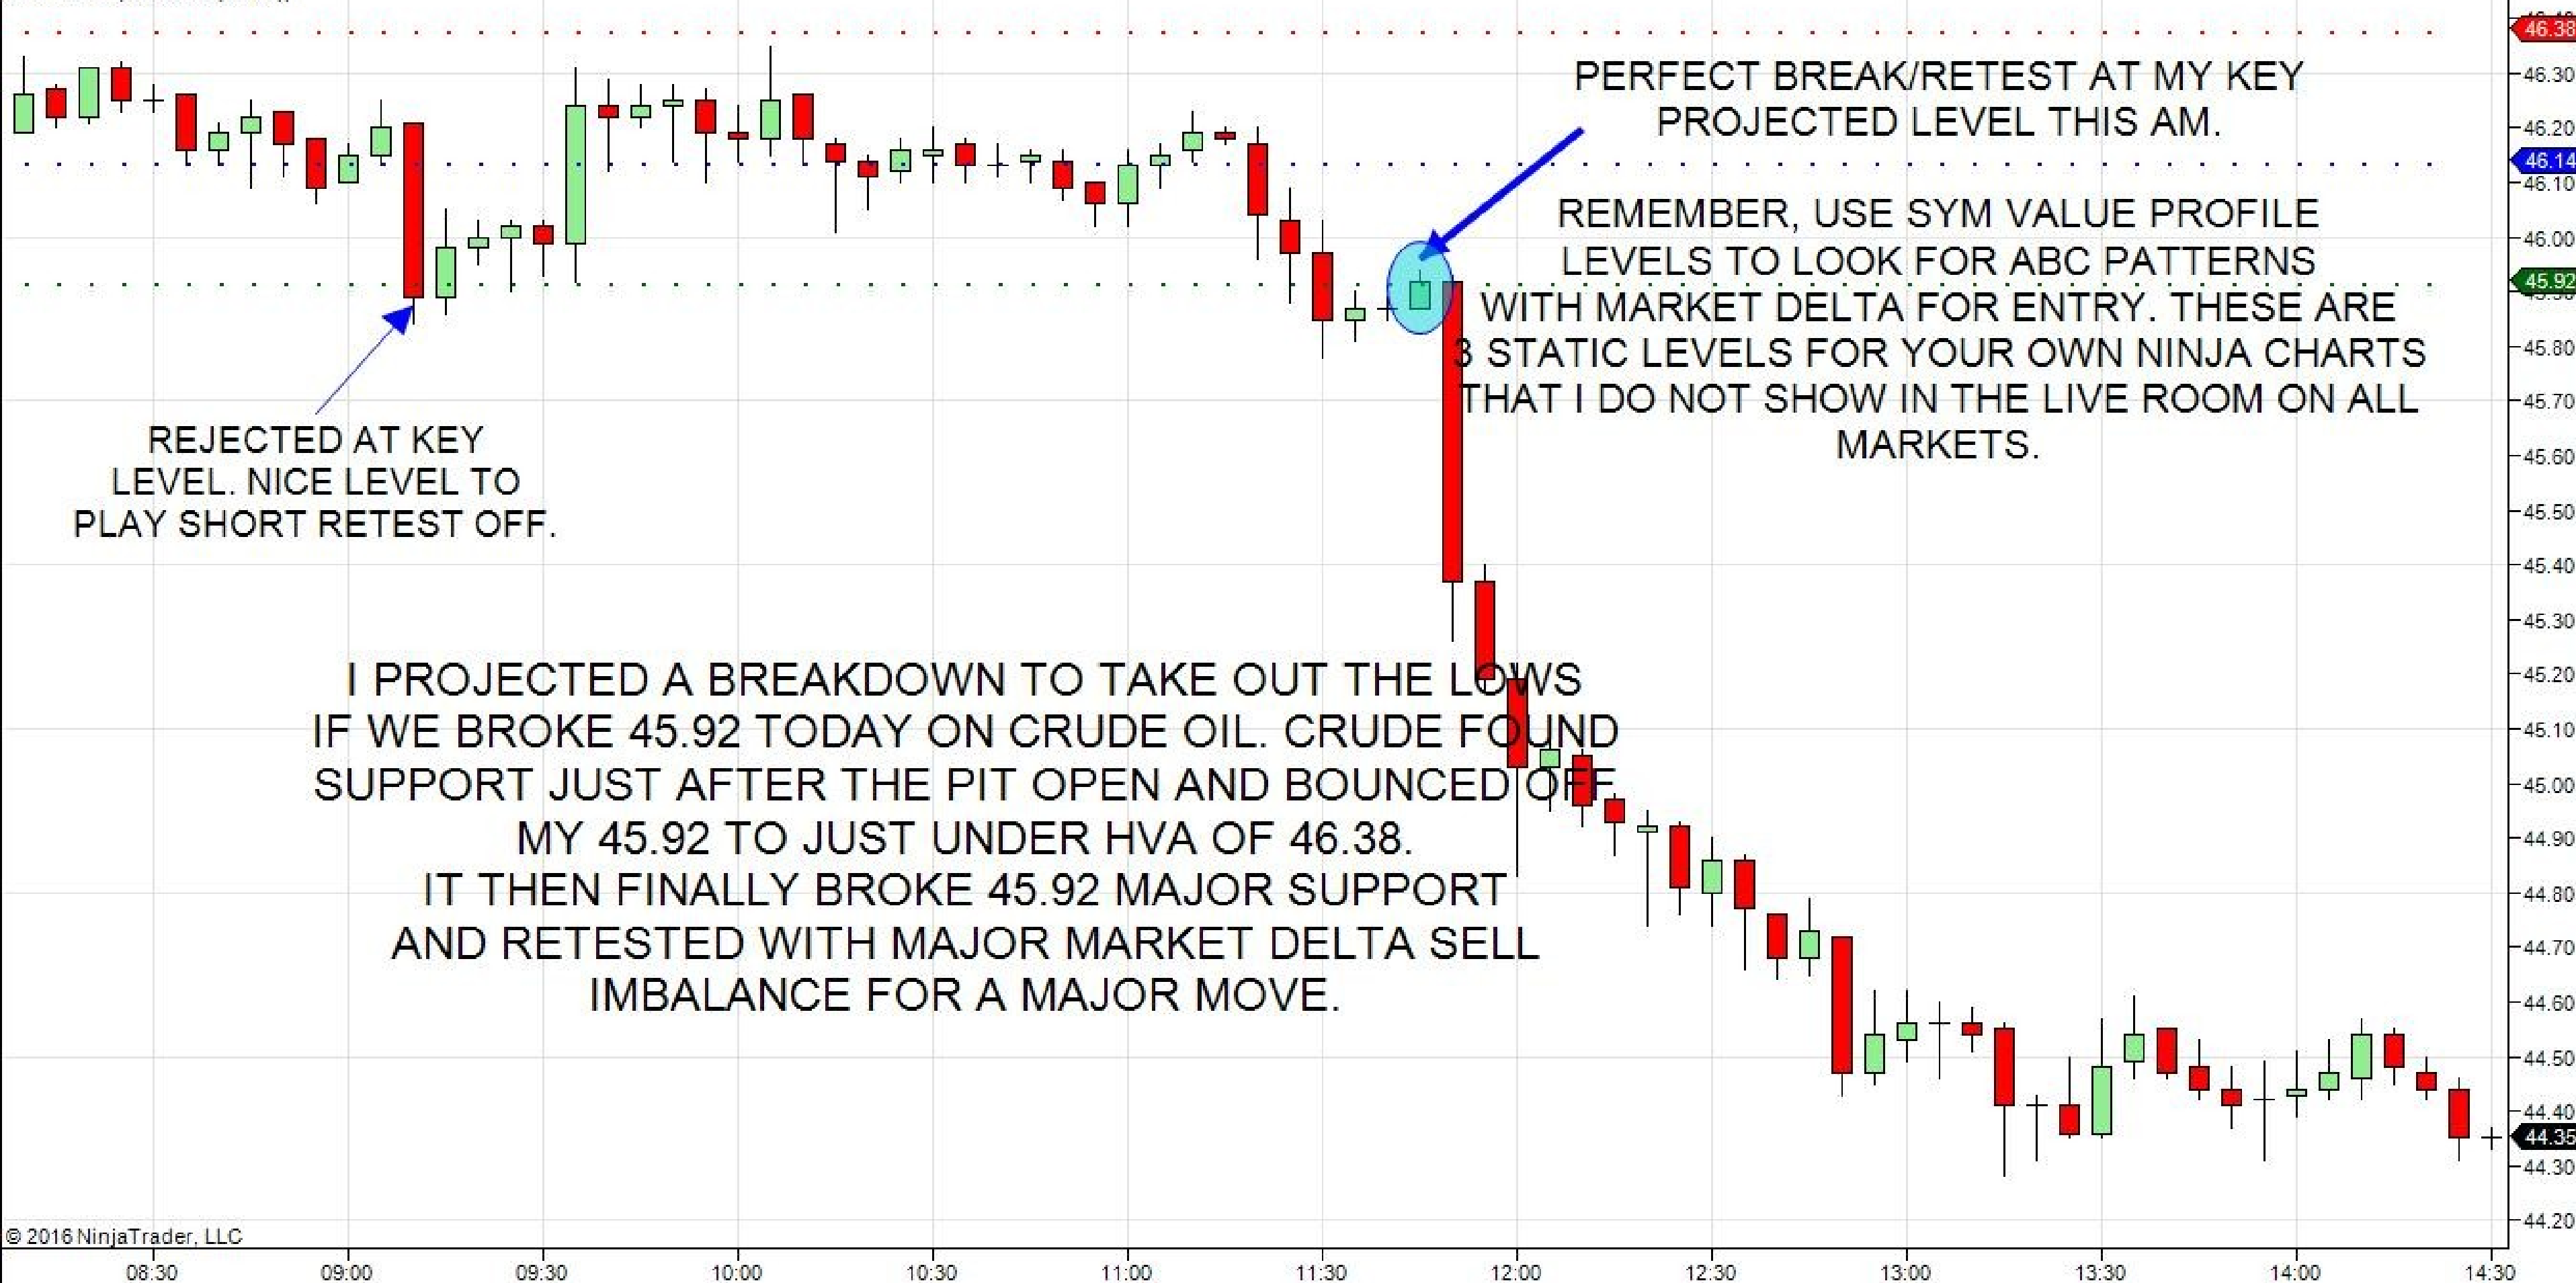 46.38
46.30
PERFECT BREAK/RETEST AT MY KEY
PROJECTED LEVEL THIS AM.
46.20
46.14
46.10
REMEMBER, USE SYM VALUE PROFILE
LEVELS TO LOOK FOR ABC PATTERNS
WITH MARKET DELTA FOR ENTRY. THESE ARE
3 STATIC LEVELS FOR YOUR OWN NINJA CHARTS
THAT I DO NOT SHOW IN THE LIVE ROOM ON ALL
MARKETS.
46.00
45.92
45.80
45.70
45.60
45.50
45.40
45.30
45.20
45.10
45.00
44.90
44.80
44.70
44.60
44.50
44.40
44.35
44.30
44.20
REJECTED AT KEY
LEVEL. NICE LEVEL TO
PLAY SHORT RETEST OFF.
I PROJECTED A BREAKDOWN TO TAKE OUT THE LOWS
IF WE BROKE 45.92 TODAY ON CRUDE OIL. CRUDE FOUND
SUPPORT JUST AFTER THE PIT OPEN AND BOUNCED OFF
MY 45.92 TO JUST UNDER HVA OF 46.38.
IT THEN FINALLY BROKE 45.92 MAJOR SUPPORT
AND RETESTED WITH MAJOR MARKET DELTA SELL
IMBALANCE FOR A MAJOR MOVE.
© 2016 NinjaTrader, LLC
08:30 09:00 09:30 10:00 10:30 11:00 11:30 12:00 12:30 13:00 13:30 14:00 14:30